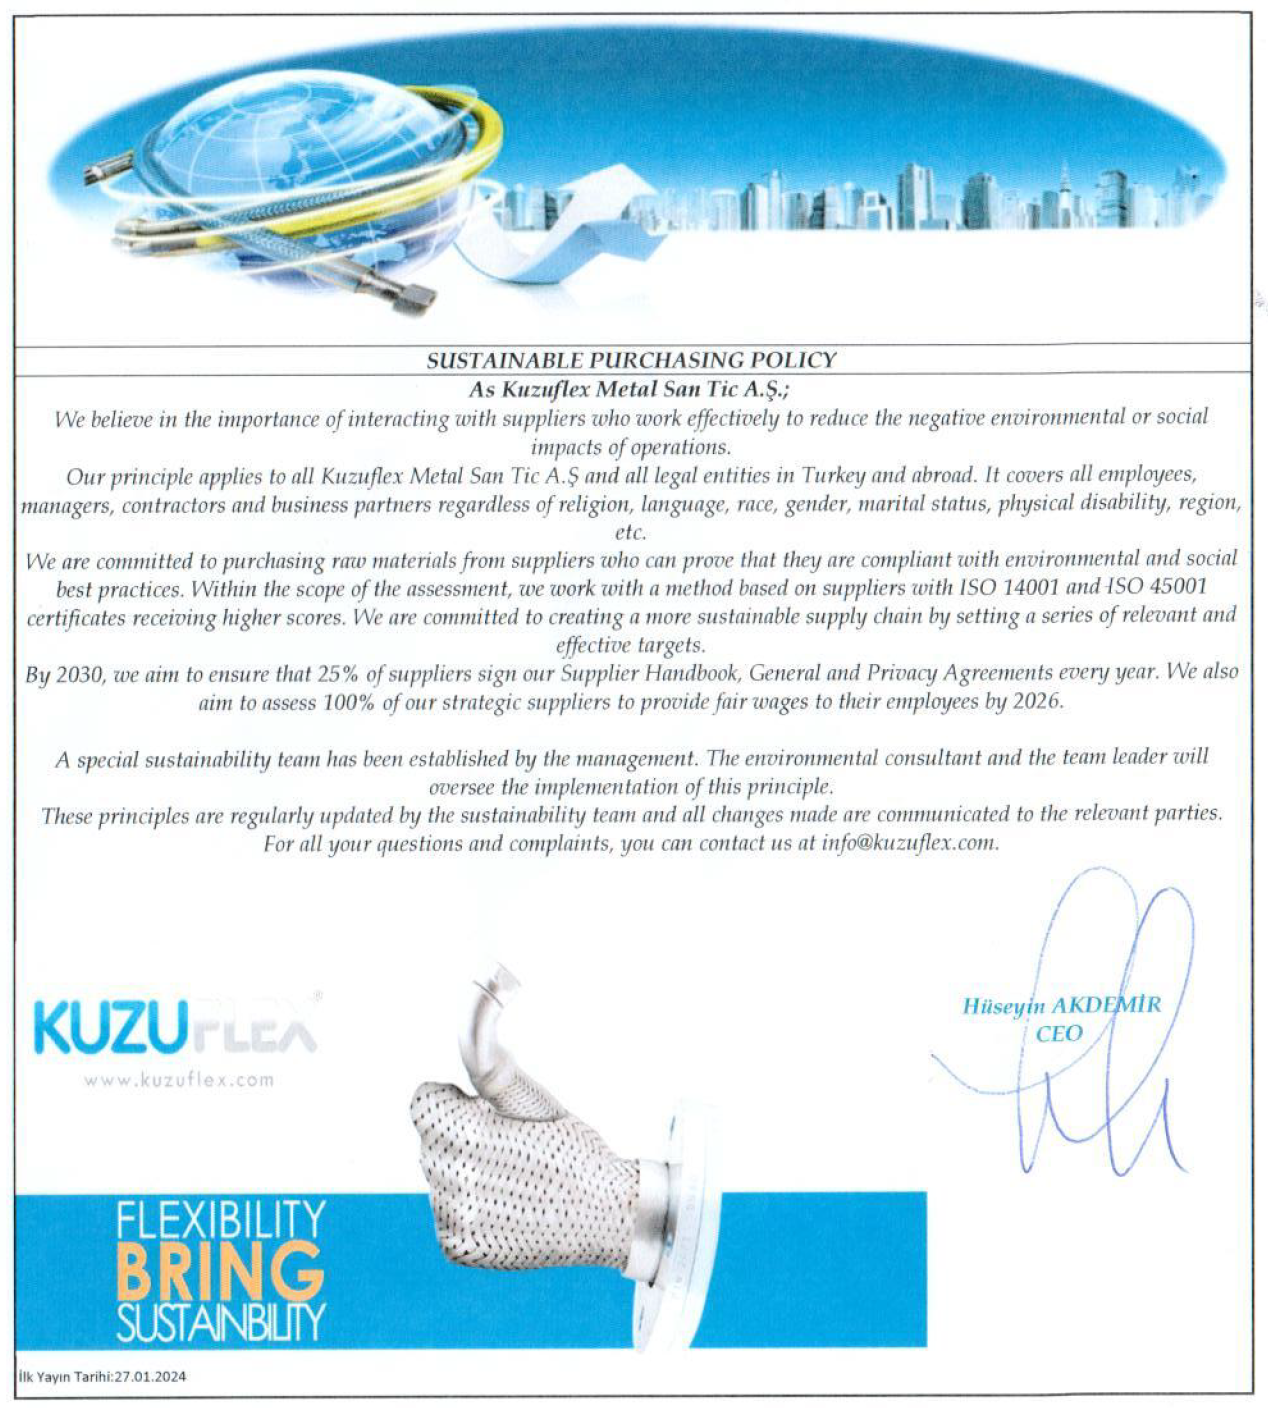 SUSTAINABLE PURCHASING POLICY
As Kuzuflex Metal San Tic A.Ş.;
We believe in the importance of interacting with suppliers who work effectively to reduce the negative environmental or social
impacts of operations.
Our principle applies to all Kuzuflex Metal San Tic A.Ş and all legal entities in Turkey and abroad. It covers all employees,
managers, contractors and business partners regardless of religion, language, race, gender, marital status, physical disability, region,
etc.
We are committed to purchasing raw materials from suppliers who can prove that they are compliant with environmental and social
best practices. Within the scope of the assessment, we work with a method based on suppliers with ISO 14001 and ISO 45001
certificates receiving higher scores. We are committed to creating a more sustainable supply chain by setting a series of relevant and
effective targets.
By 2030, we aim to ensure that 25% of suppliers sign our Supplier Handbook, General and Privacy Agreements every year. We also
aim to assess 100% of our strategic suppliers to provide fair wages to their employees by 2026.
A special sustainability team has been established by the management. The environmental consultant and the team leader will
oversee the implementation of this principle.
These principles are regularly updated by the sustainability team and all changes made are communicated to the relevant parties.
For all your questions and complaints, you can contact us at info@kuzuflex.com.
Hüseyin AKDEMİR
CEO
KUZUFLEX®
www.kuzuflex.com
FLEXIBILITY
BRING
SUSTAINBILITY
İlk Yayın Tarihi:27.01.2024